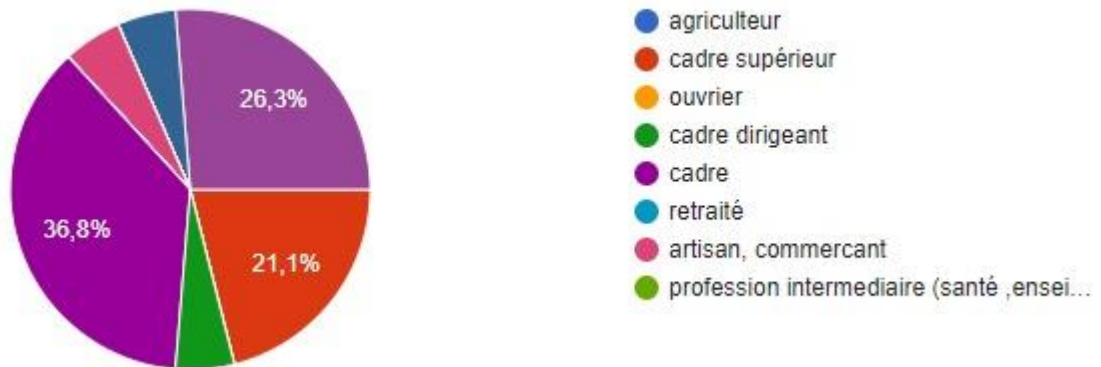 26,3%
36,8%
21,1%
agriculteur
cadre supérieur
ouvrier
cadre dirigeant
cadre
retraité
artisan, commercant
profession intermediaire (santé ,ensei...